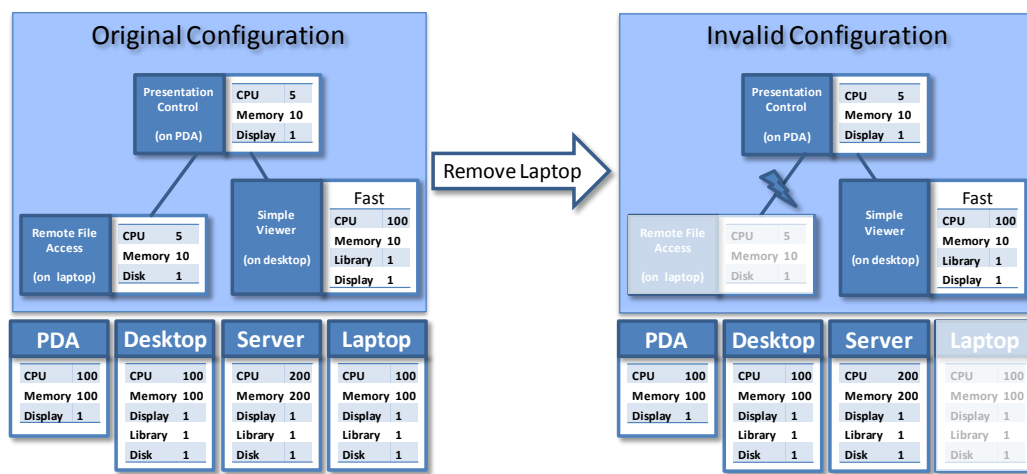 Original Configuration
Presentation
Control
(on PDA)
CPU 5
Memory 10
Display 1
Remote File
Access
(on laptop)
CPU 5
Memory 10
Disk 1
Simple
Viewer
(on desktop)
Fast
CPU 100
Memory 10
Library 1
Display 1
PDA
CPU 100
Memory 100
Display 1
Desktop
CPU 100
Memory 100
Display 1
Library 1
Disk 1
Server
CPU 200
Memory 200
Display 1
Library 1
Disk 1
Laptop
CPU 100
Memory 100
Display 1
Library 1
Disk 1
Remove Laptop
Invalid Configuration
Presentation
Control
(on PDA)
CPU 5
Memory 10
Display 1
Remote File
Access
(on laptop)
CPU 5
Memory 10
Disk 1
Simple
Viewer
(on desktop)
Fast
CPU 100
Memory 10
Library 1
Display 1
PDA
CPU 100
Memory 100
Display 1
Desktop
CPU 100
Memory 100
Display 1
Library 1
Disk 1
Server
CPU 200
Memory 200
Display 1
Library 1
Disk 1
Laptop
CPU 100
Memory 100
Display 1
Library 1
Disk 1